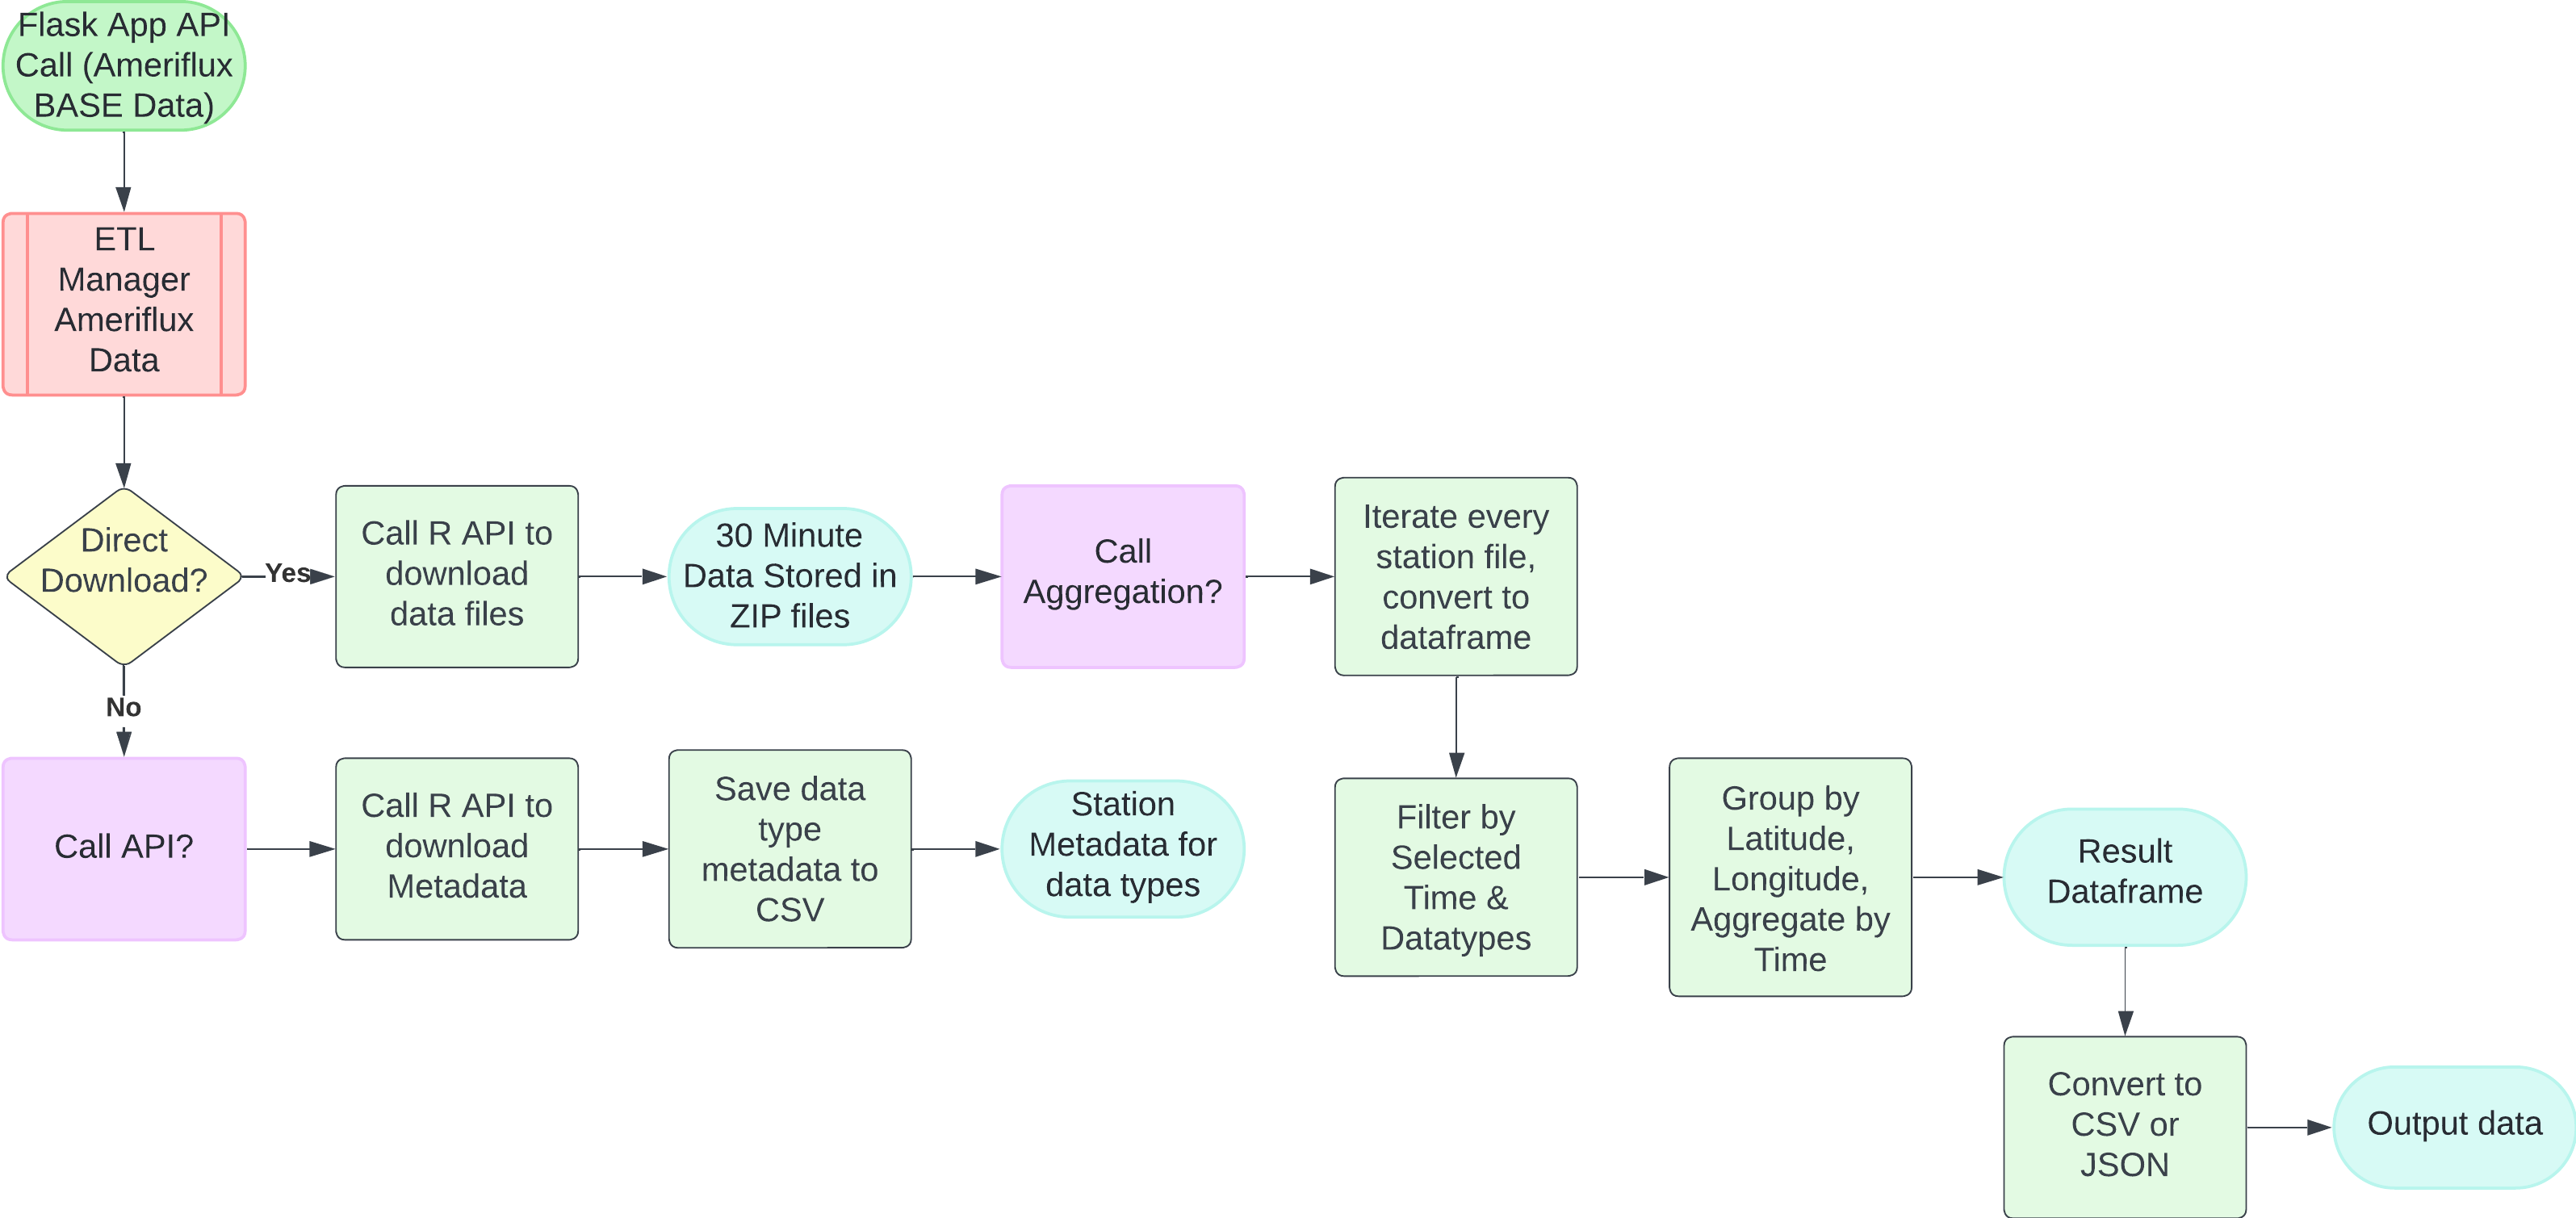 Flask App API
Call (Ameriflux
BASE Data)
ETL
Manager
Ameriflux
Data
Direct
Download?
Yes
Call R API to
download
data files
30 Minute
Data Stored in
ZIP files
Call
Aggregation?
Iterate every
station file,
convert to
dataframe
No
Call API?
Call R API to
download
Metadata
Save data
type
metadata to
CSV
Station
Metadata for
data types
Filter by
Selected
Time &
Datatypes
Group by
Latitude,
Longitude,
Aggregate by
Time
Result
Dataframe
Convert to
CSV or
JSON
Output data